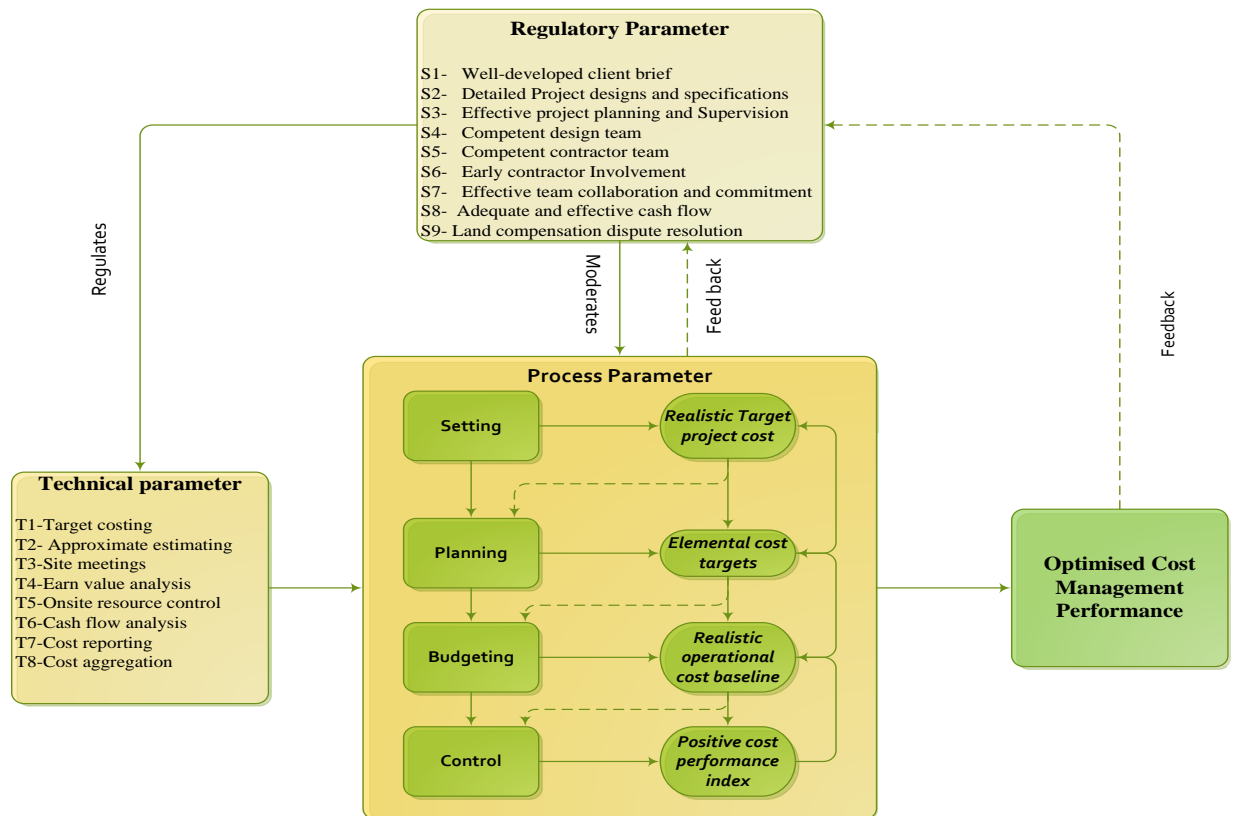 Regulatory Parameter
S1- Well-developed client brief
S2- Detailed Project designs and specifications
S3- Effective project planning and Supervision
S4- Competent design team
S5- Competent contractor team
S6- Early contractor Involvement
S7- Effective team collaboration and commitment
S8- Adequate and effective cash flow
S9- Land compensation dispute resolution
Regulates
Moderates
Feed back
Feedback
Process Parameter
Setting
Realistic Target
project cost
Planning
Elemental cost
targets
Budgeting
Realistic
operational
cost baseline
Control
Positive cost
performance
index
Technical parameter
T1-Target costing
T2- Approximate estimating
T3-Site meetings
T4-Earn value analysis
T5-Onsite resource control
T6-Cash flow analysis
T7-Cost reporting
T8-Cost aggregation
Optimised Cost
Management
Performance